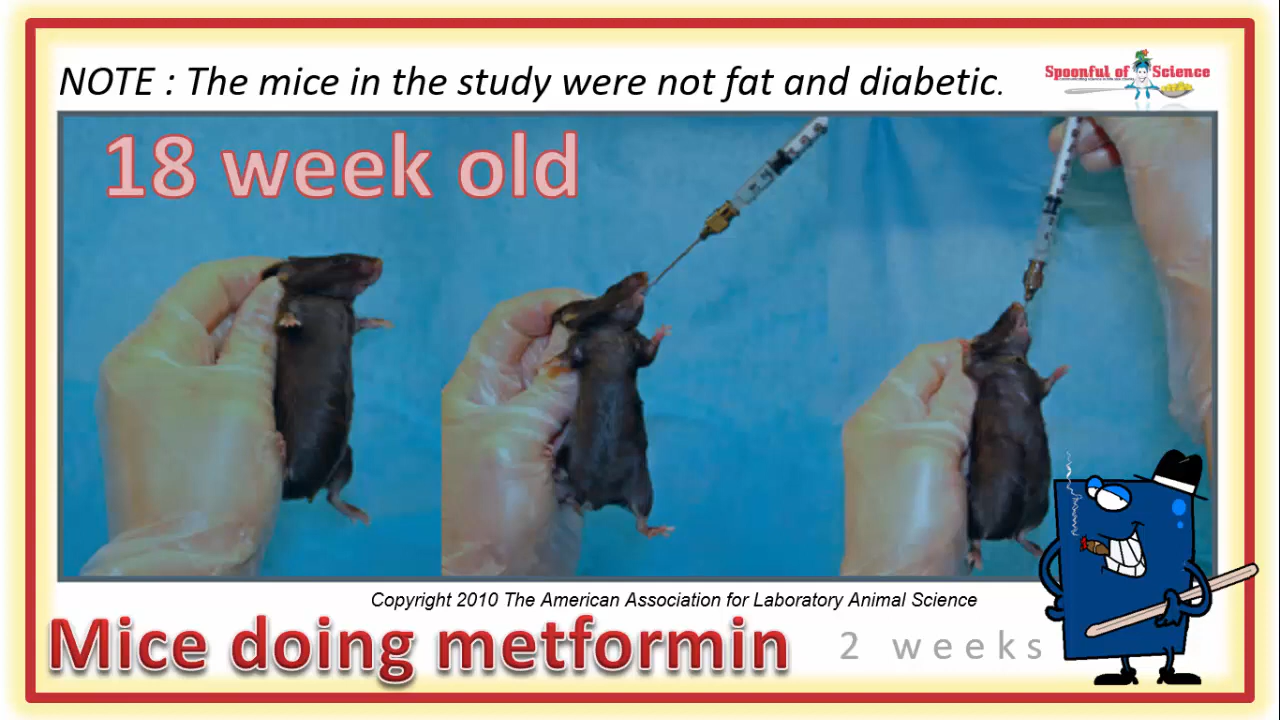 NOTE : The mice in the study were not fat and diabetic.
Spoonful of Science
18 week old
Copyright 2010 The American Association for Laboratory Animal Science
Mice doing metformin
2 weeks